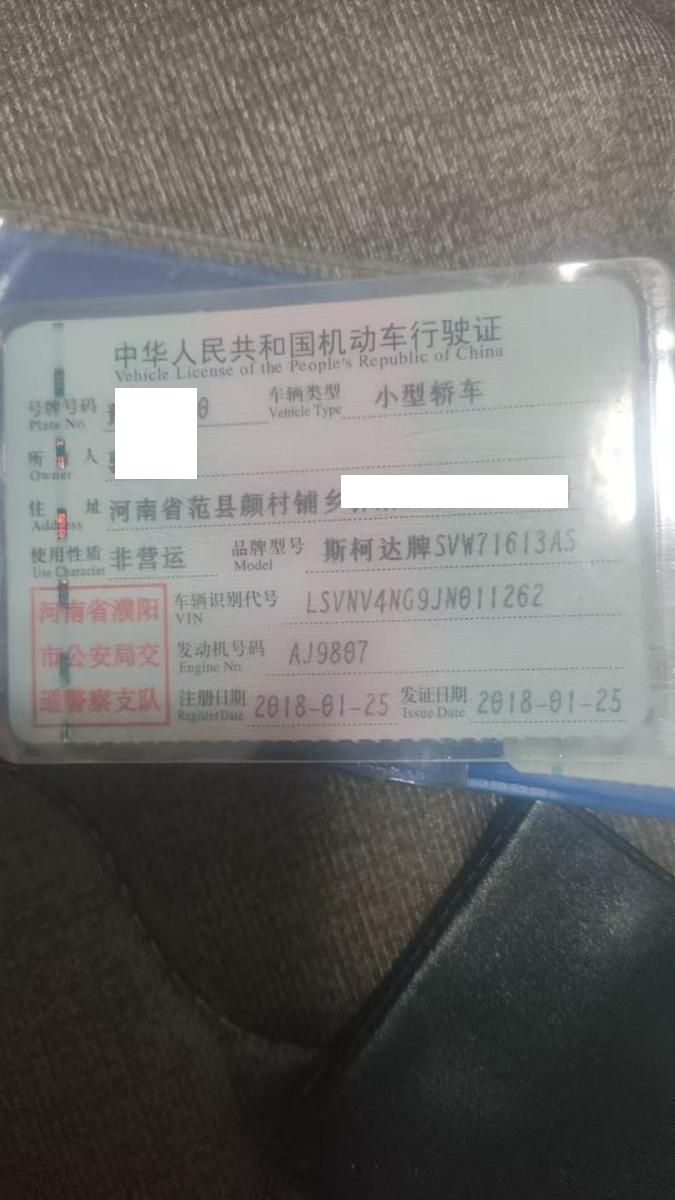 中华人民共和国机动车行驶证
Vehicle License of the People's Republic of China
号牌号码 0 车辆类型 小型轿车
Plate No. Vehicle Type
所有人
Owner
住址 河南省范县颜村铺乡
Address
使用性质 非营运 品牌型号 斯柯达牌SVW71613AS
Use Character Model
河南省濮阳
市公安局交
通警察支队
车辆识别代号 LSVNV4NG9JN011262
VIN
发动机号码 AJ9807
Engine No.
注册日期 2018-01-25 发证日期 2018-01-25
Register Date Issue Date